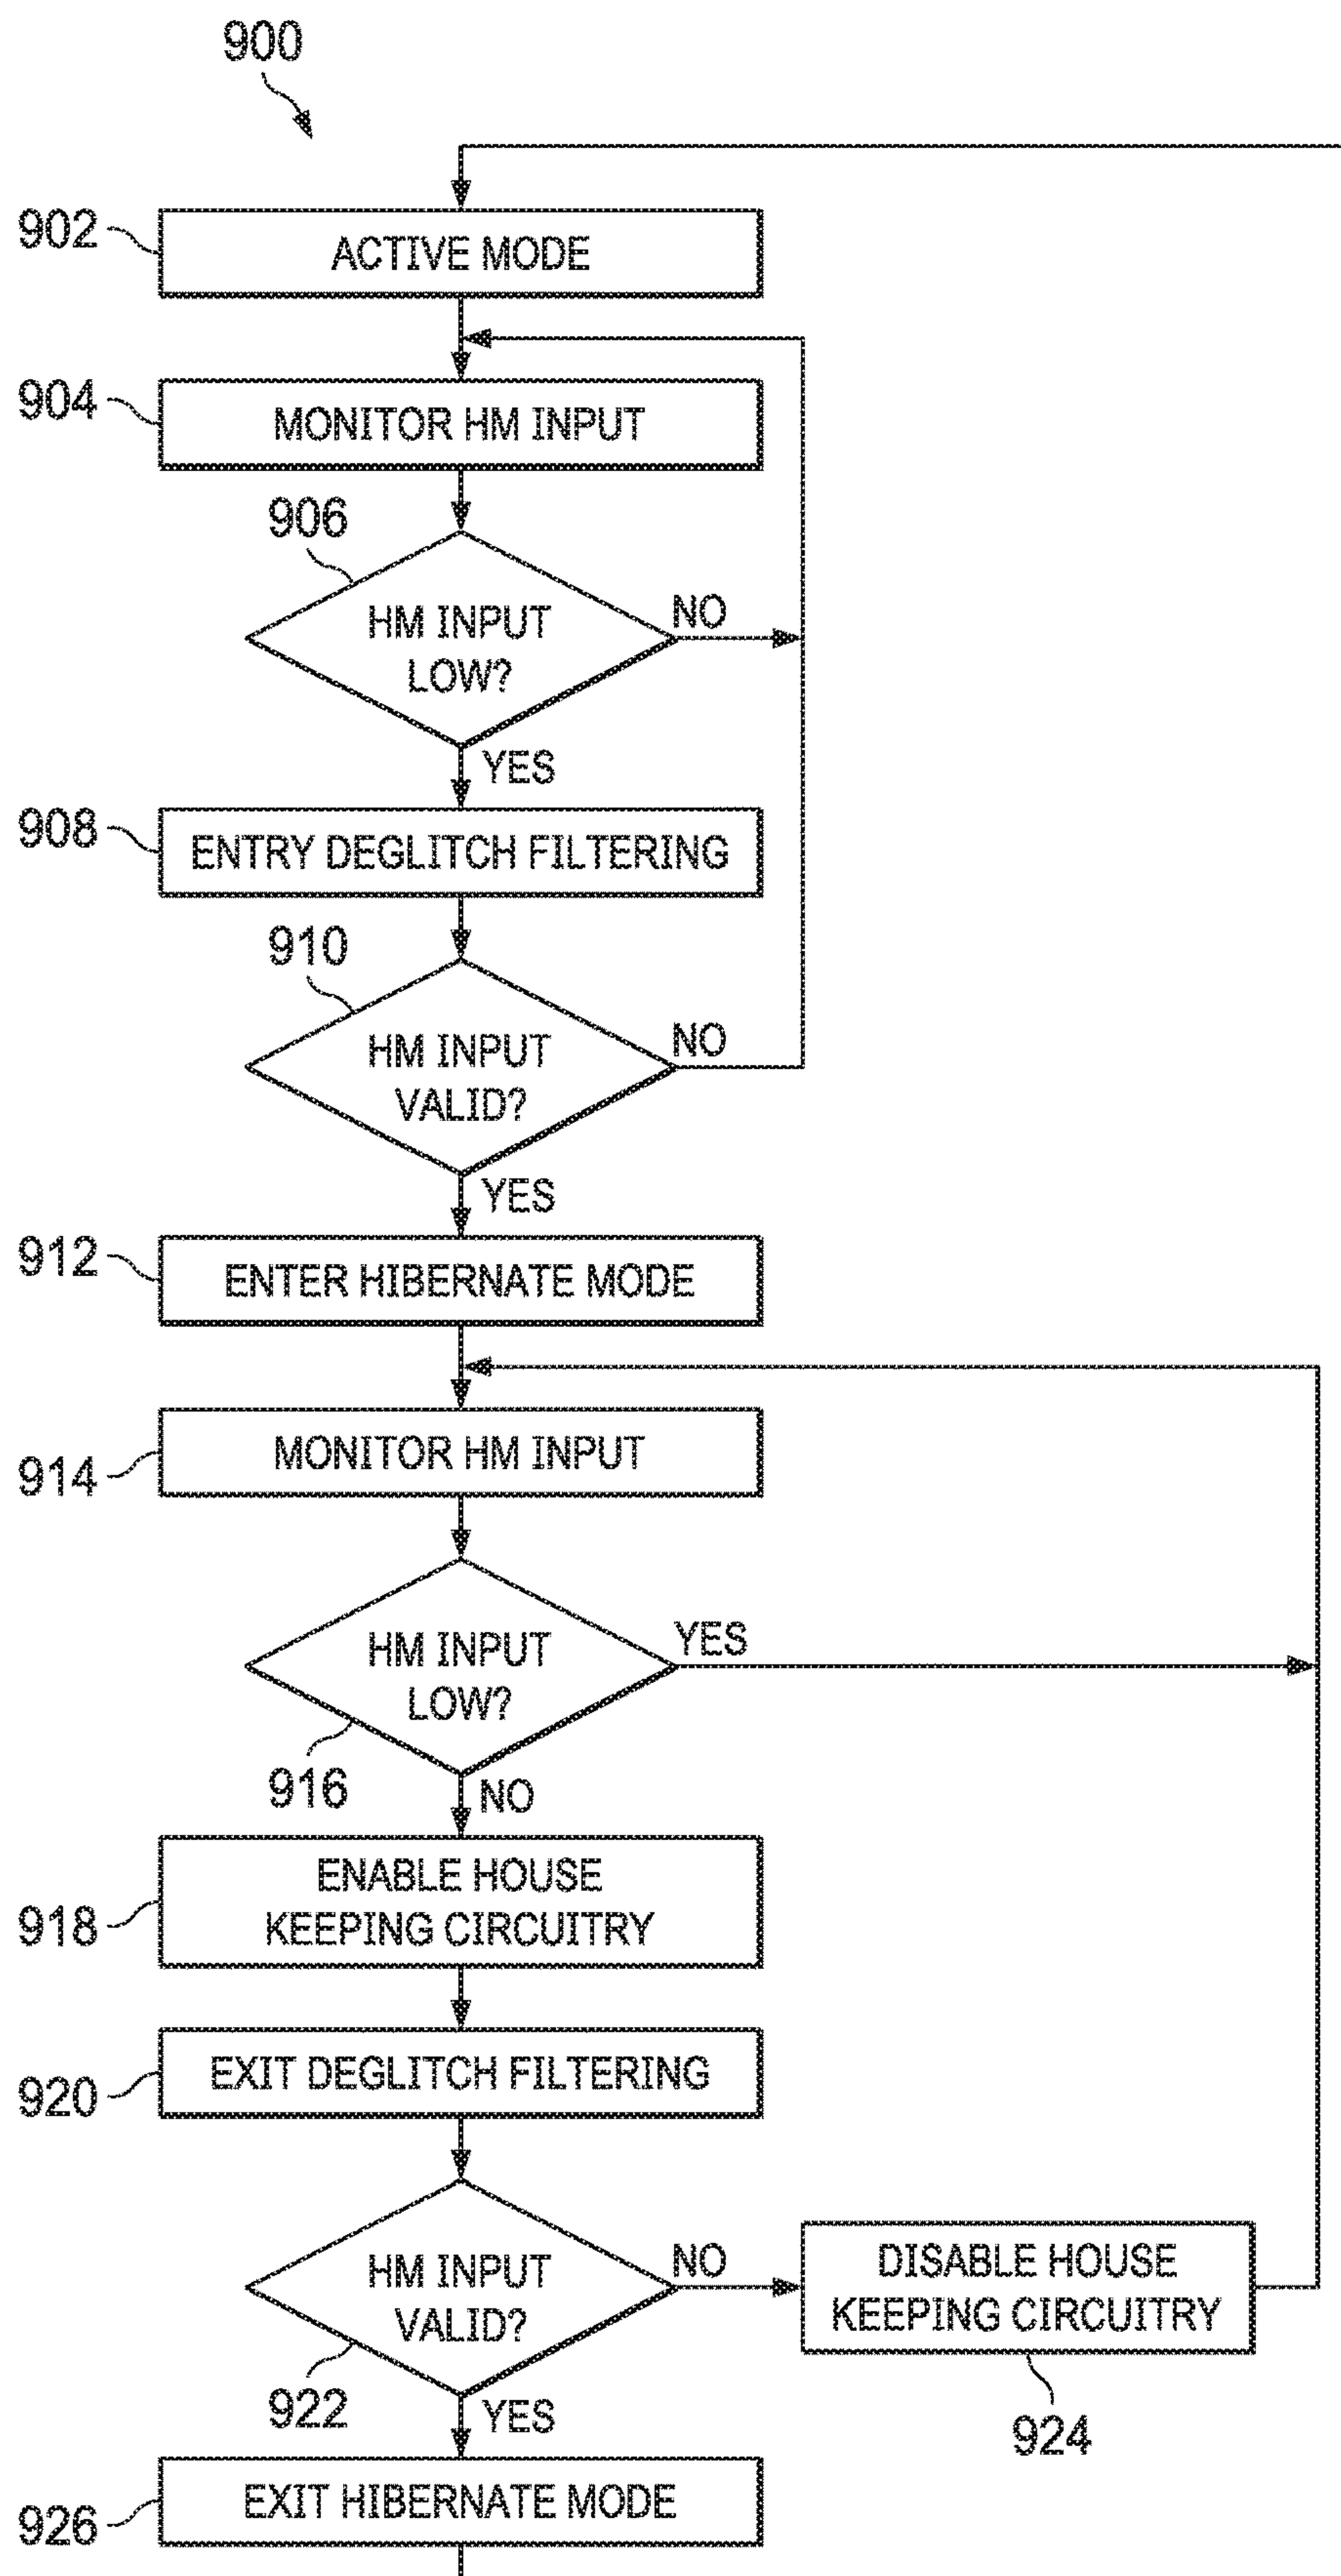 900
902
ACTIVE MODE
904
MONITOR HM INPUT
906
HM INPUT
LOW?
NO
YES
908
ENTRY DEGLITCH FILTERING
910
HM INPUT
VALID?
NO
YES
912
ENTER HIBERNATE MODE
914
MONITOR HM INPUT
HM INPUT
LOW?
YES
916
NO
918
ENABLE HOUSE
KEEPING CIRCUITRY
920
EXIT DEGLITCH FILTERING
HM INPUT
VALID?
NO
DISABLE HOUSE
KEEPING CIRCUITRY
922
YES
924
926
EXIT HIBERNATE MODE